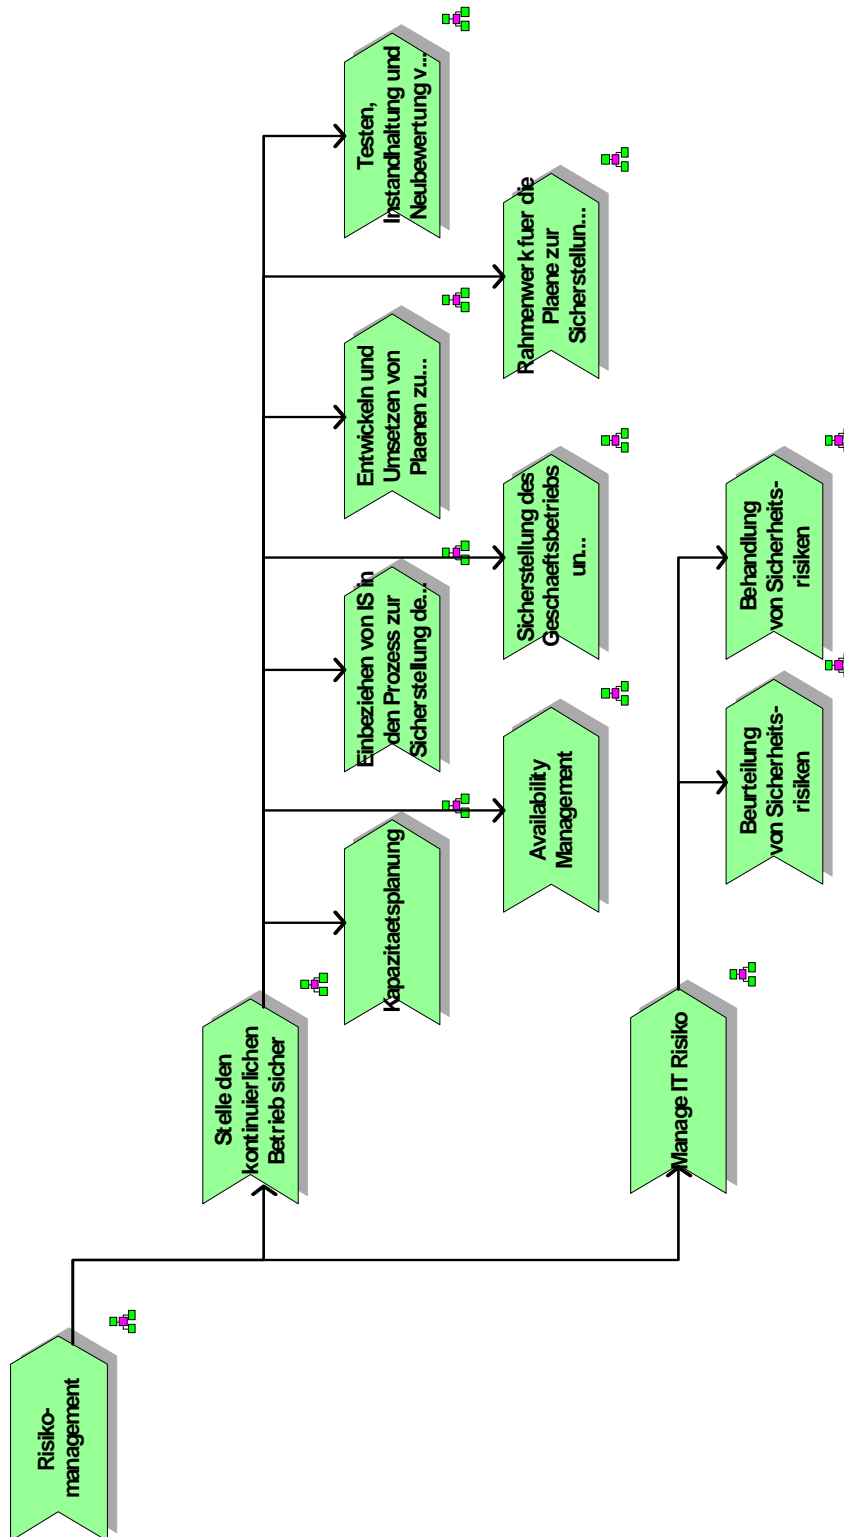 Risiko-
management
Stelle den
kontinuierlichen
Betrieb sicher
Kapazitaetsplanung
Availability
Management
Einbeziehen von IS in
den Prozess zur
Sicherstellung de...
Sicherstellung des
Geschaeftsbetriebs
un...
Entwickeln und
Umsetzen von
Plaenen zu...
Rahmenwerk fuer die
Plaene zur
Sicherstellun...
Testen,
Instandhaltung und
Neubewertung v...
Manage IT Risiko
Beurteilung
von Sicherheits-
risiken
Behandlung
von Sicherheits-
risiken